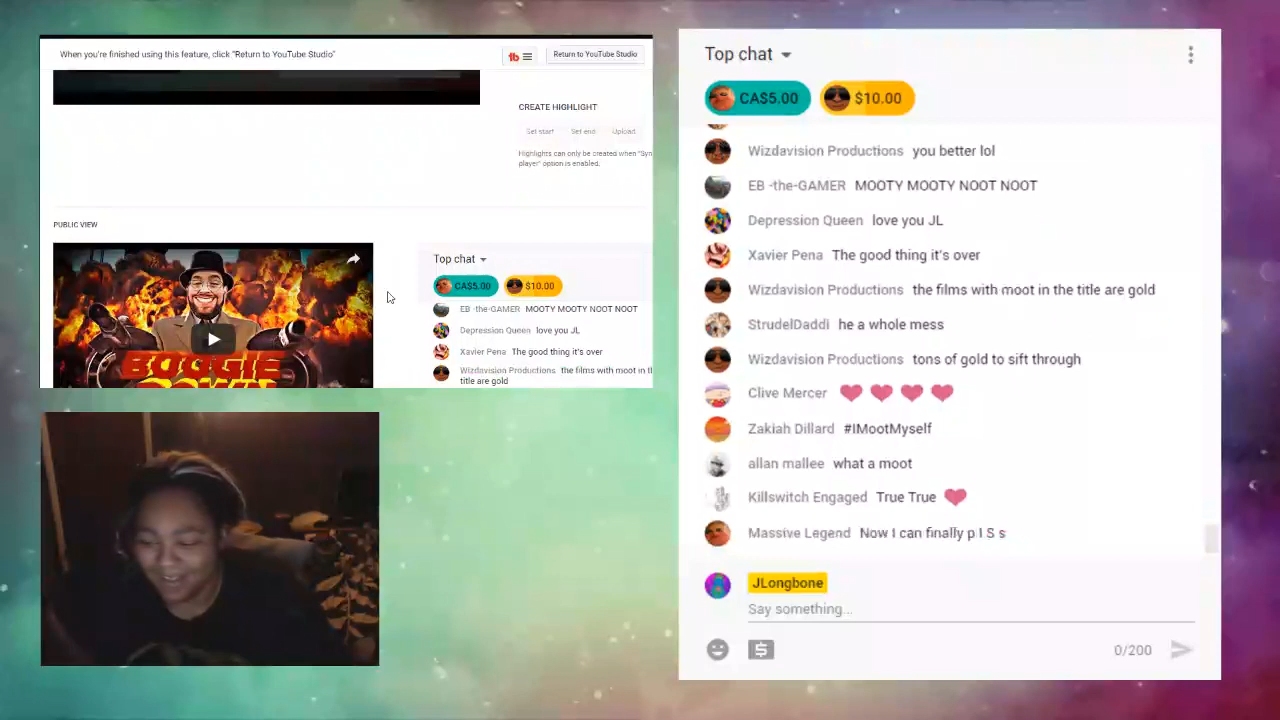 When you're finished using this feature, click "Return to YouTube Studio"
tb
Return to YouTube Studio
CREATE HIGHLIGHT
Set start Set end Upload
Highlights can only be created when "Syn
player" option is enabled.
PUBLIC VIEW
BOOGIE
DOWN
Top chat
CA$5.00 $10.00
EB -the-GAMER MOOTY MOOTY NOOT NOOT
Depression Queen love you JL
Xavier Pena The good thing it's over
Wizdavision Productions the films with moot in tl
title are gold
Top chat
CA$5.00 $10.00
Wizdavision Productions you better lol
EB -the-GAMER MOOTY MOOTY NOOT NOOT
Depression Queen love you JL
Xavier Pena The good thing it's over
Wizdavision Productions the films with moot in the title are gold
StrudelDaddi he a whole mess
Wizdavision Productions tons of gold to sift through
Clive Mercer
Zakiah Dillard #IMootMyself
allan mallee what a moot
Killswitch Engaged True True
Massive Legend Now I can finally p I S s
JLongbone
Say something...
0/200